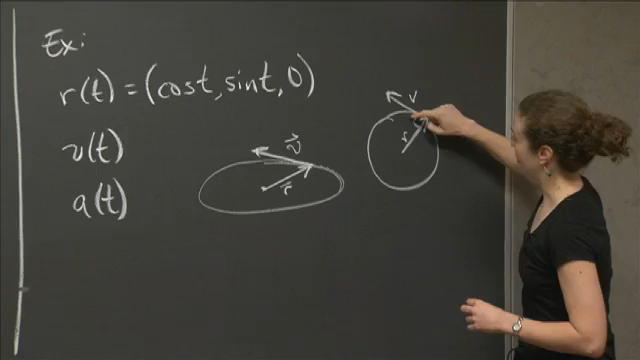 Ex:
r(t) = (cost, sint, 0)
v(t)
a(t)
v⃗
r⃗
v
r